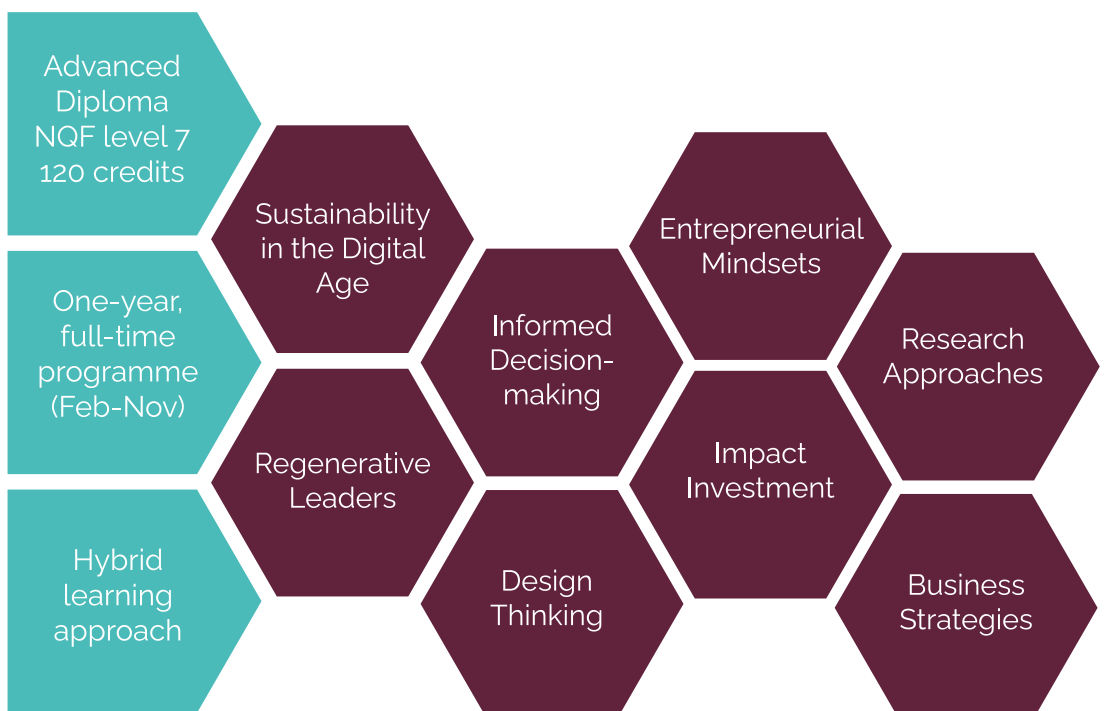 Advanced
Diploma
NQF level 7
120 credits
One-year,
full-time
programme
(Feb-Nov)
Hybrid
learning
approach
Sustainability
in the Digital
Age
Regenerative
Leaders
Informed
Decision-
making
Design
Thinking
Entrepreneurial
Mindsets
Impact
Investment
Research
Approaches
Business
Strategies